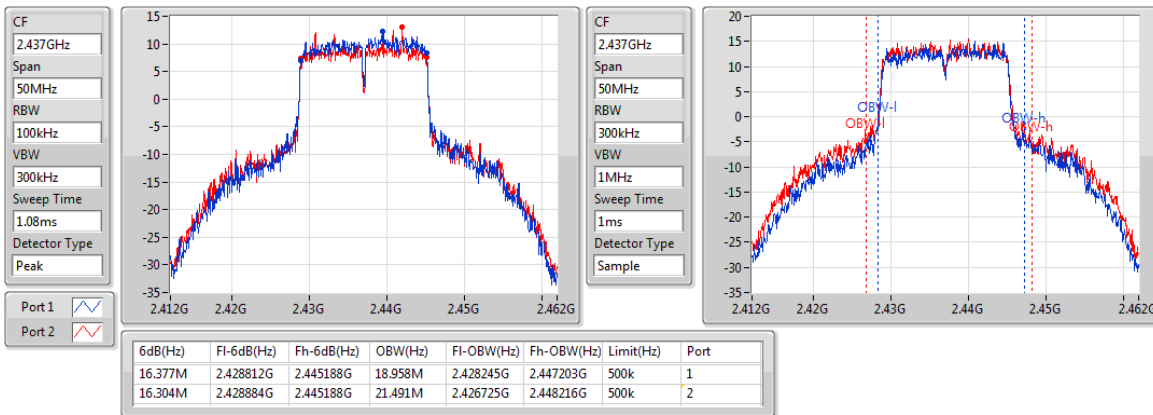 CF
2.437GHz
Span
50MHz
RBW
100kHz
VBW
300kHz
Sweep Time
1.08ms
Detector Type
Peak
Port 1
Port 2
15
10
5
0
-5
-10
-15
-20
-25
-30
-35
2.412G 2.42G 2.43G 2.44G 2.45G 2.462G
CF
2.437GHz
Span
50MHz
RBW
300kHz
VBW
1MHz
Sweep Time
1ms
Detector Type
Sample
20
15
10
5
0
-5
-10
-15
-20
-25
-30
-35
OBW-l
OBW-l
OBW-h
OBW-h
2.412G 2.42G 2.43G 2.44G 2.45G 2.462G
6dB(Hz) Fl-6dB(Hz) Fh-6dB(Hz) OBW(Hz) Fl-OBW(Hz) Fh-OBW(Hz) Limit(Hz) Port
16.377M 2.428812G 2.445188G 18.958M 2.428245G 2.447203G 500k 1
16.304M 2.428884G 2.445188G 21.491M 2.426725G 2.448216G 500k 2